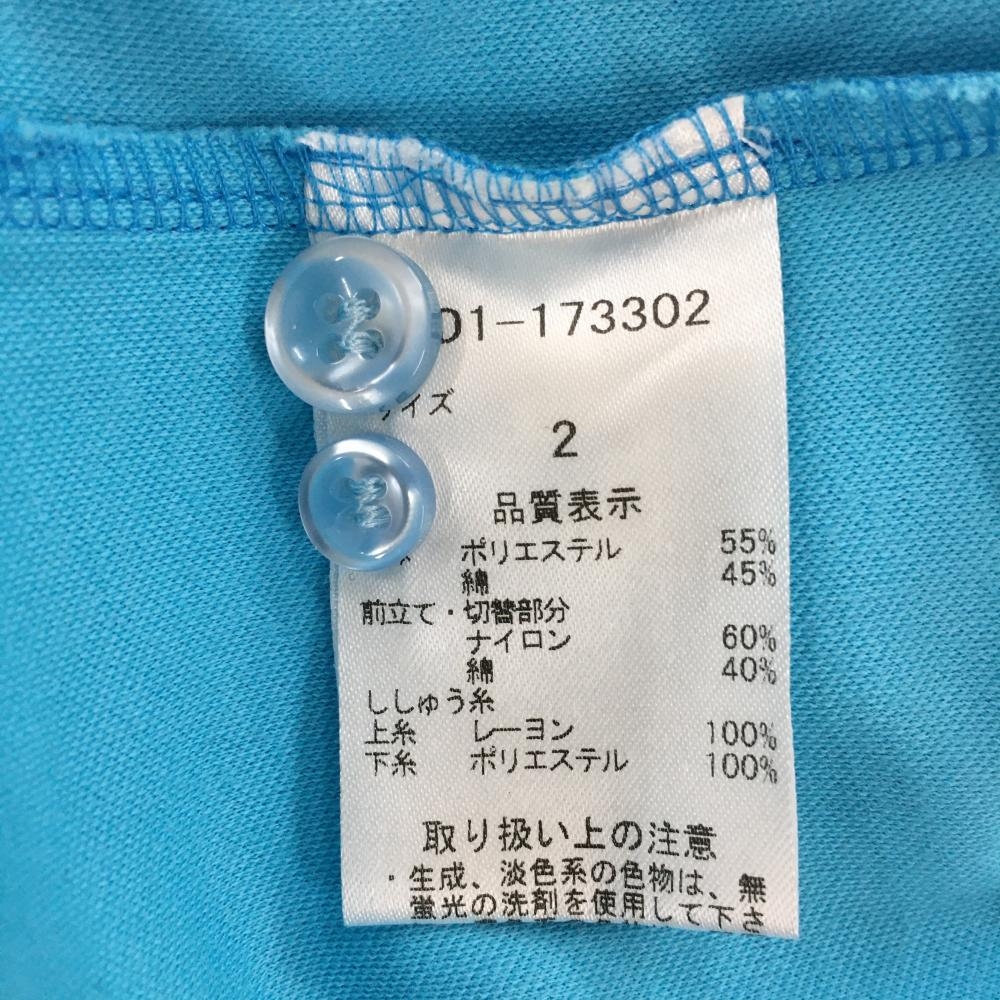 01-173302
サイズ
2
品質表示
ポリエステル 55%
綿 45%
前立て・切替部分
ナイロン 60%
綿 40%
ししゅう糸
上糸 レーヨン 100%
下糸 ポリエステル 100%
取り扱い上の注意
・生成、淡色系の色物は、無
蛍光の洗剤を使用して下さ